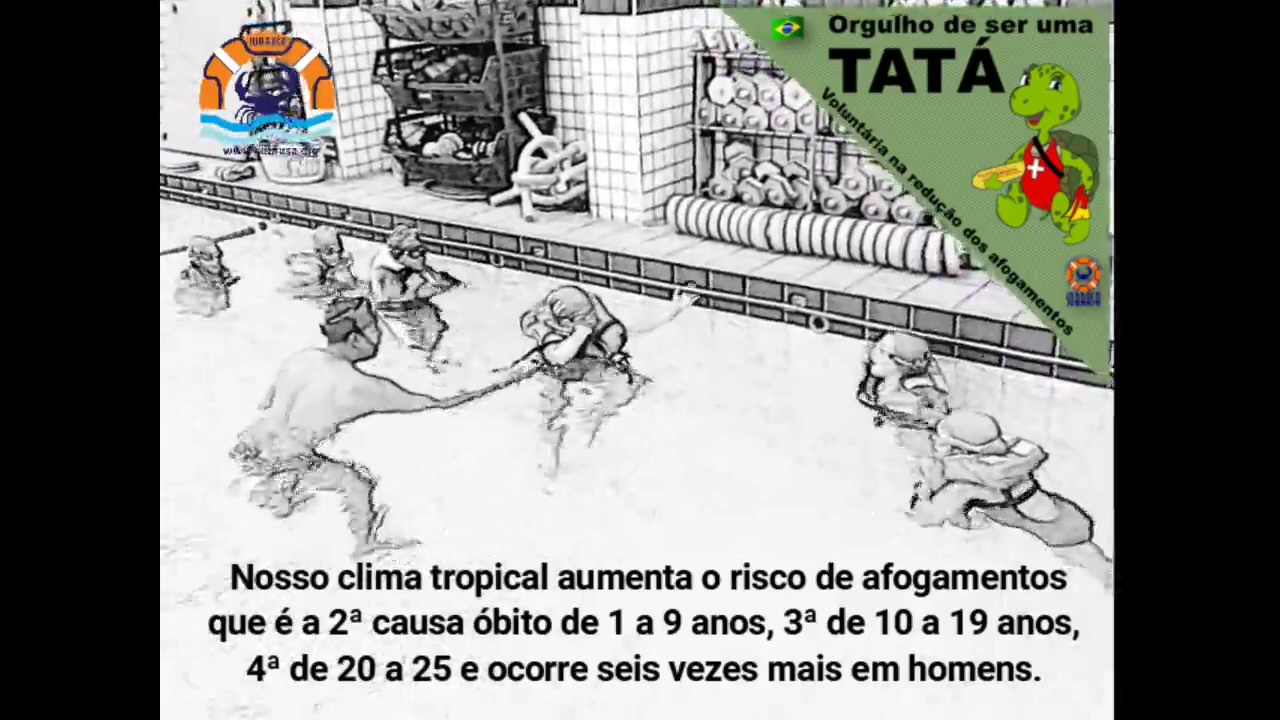 Orgulho de ser uma
TATÁ
Voluntária na redução dos afogamentos
SOBRASA
Nosso clima tropical aumenta o risco de afogamentos
que é a 2ª causa óbito de 1 a 9 anos, 3ª de 10 a 19 anos,
4ª de 20 a 25 e ocorre seis vezes mais em homens.